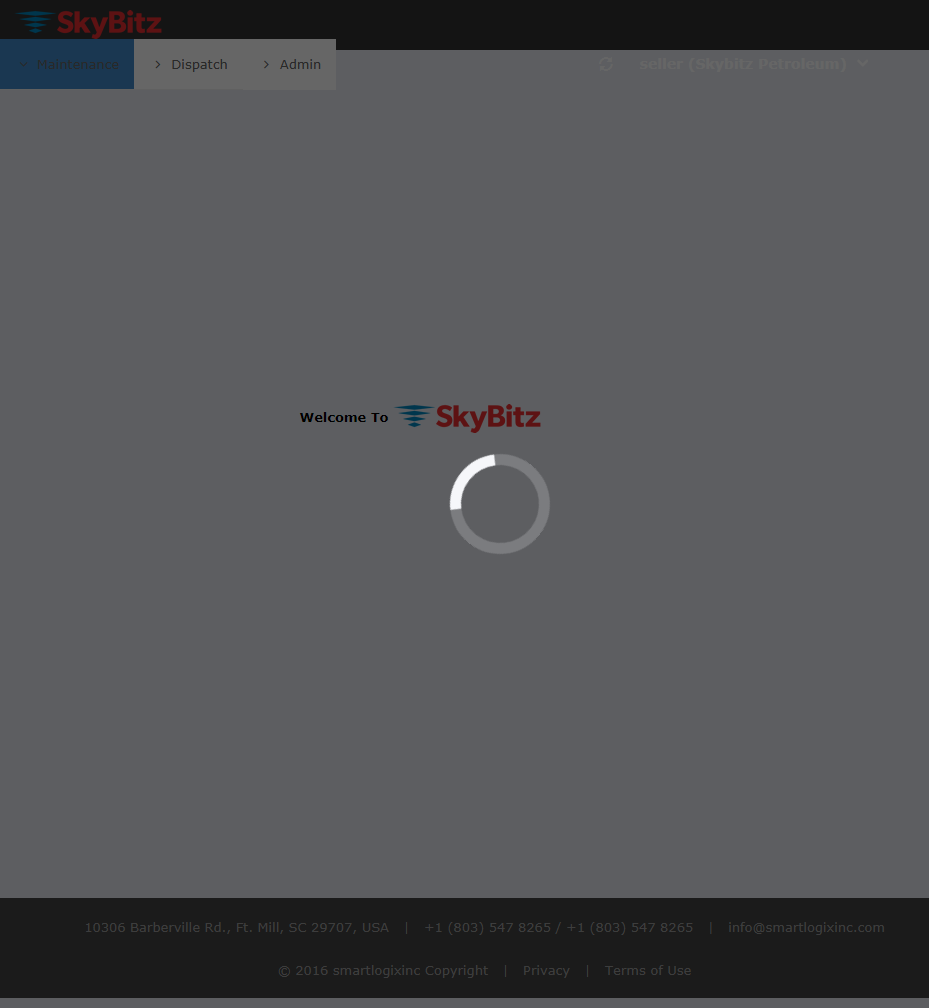 SkyBitz
Maintenance Dispatch Admin seller (Skybitz Petroleum)
Welcome To SkyBitz
10306 Barberville Rd., Ft. Mill, SC 29707, USA | +1 (803) 547 8265 / +1 (803) 547 8265 | info@smartlogixinc.com
© 2016 smartlogixinc Copyright | Privacy | Terms of Use